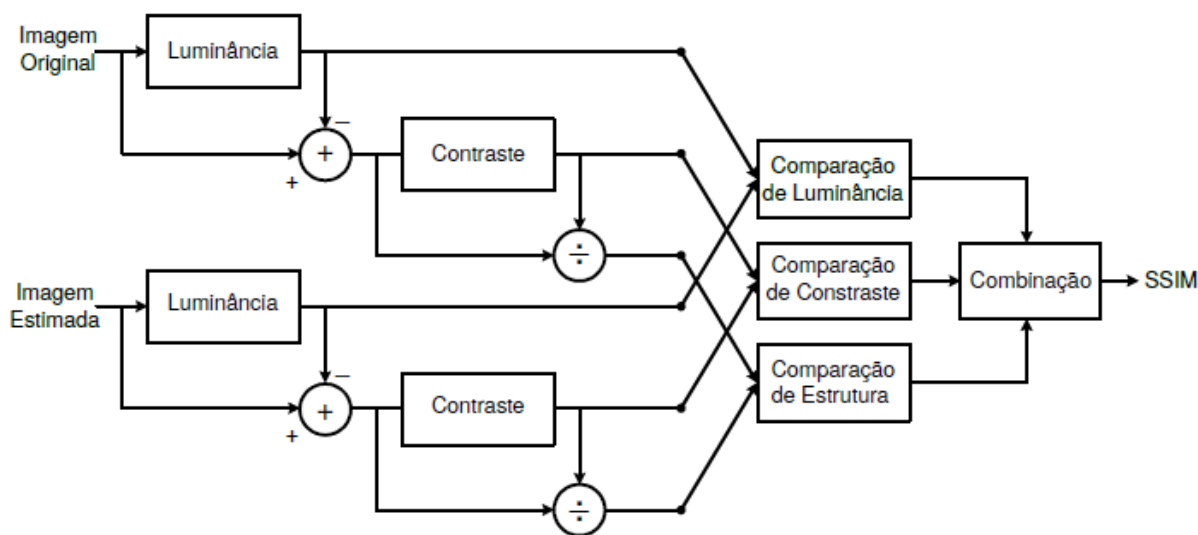 Imagem
Original
Luminância
−
+
+
Contraste
÷
Imagem
Estimada
Luminância
−
+
+
Contraste
÷
Comparação
de Luminância
Comparação
de Constraste
Comparação
de Estrutura
Combinação
SSIM